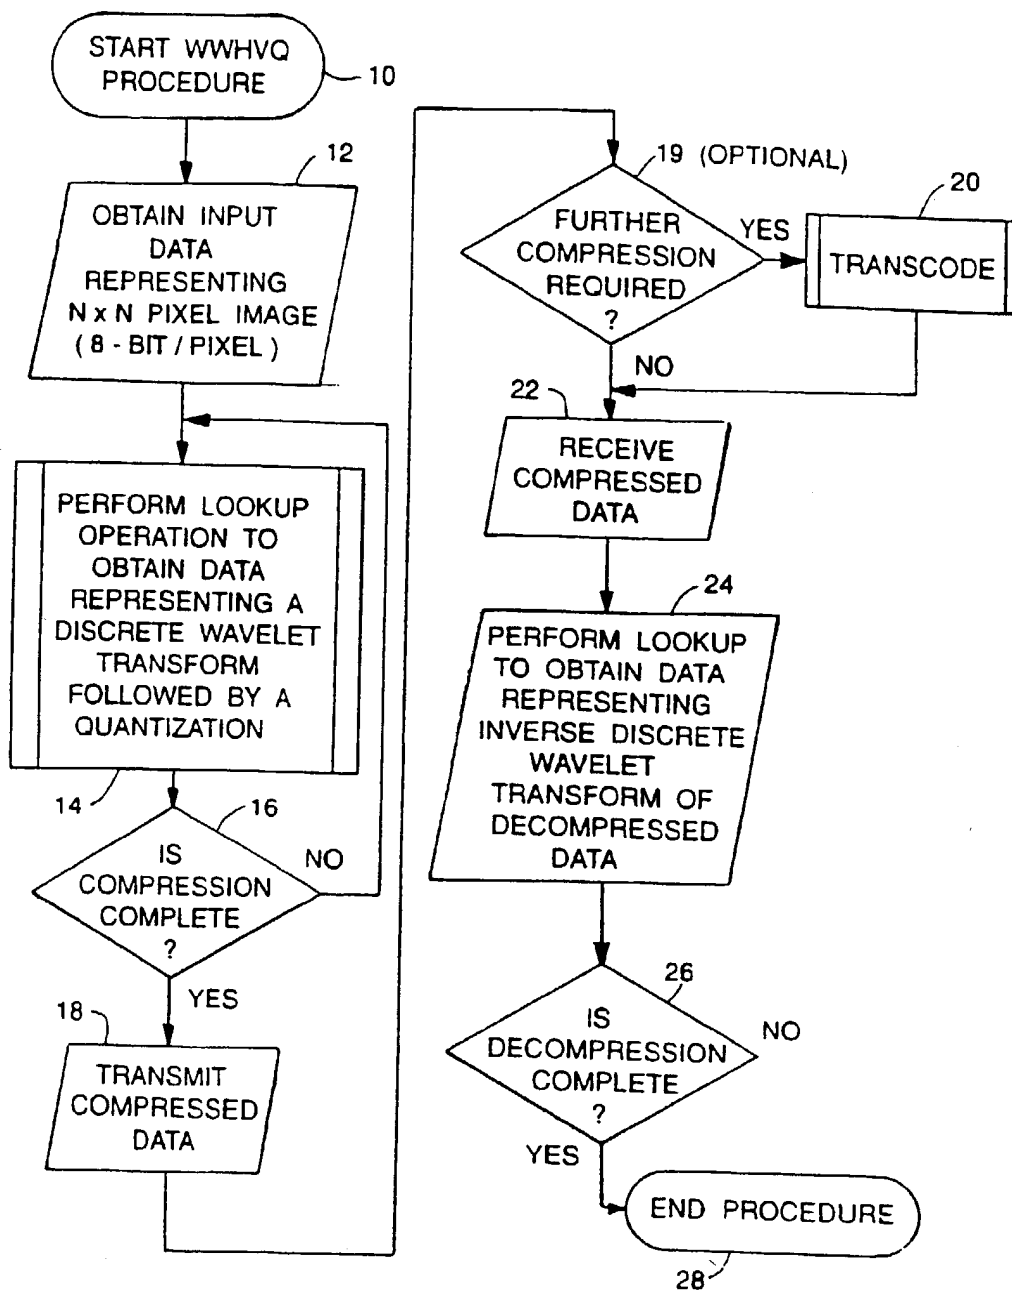 START WWHVQ
PROCEDURE
10
12
OBTAIN INPUT
DATA
REPRESENTING
N x N PIXEL IMAGE
( 8 - BIT / PIXEL )
PERFORM LOOKUP
OPERATION TO
OBTAIN DATA
REPRESENTING A
DISCRETE WAVELET
TRANSFORM
FOLLOWED BY A
QUANTIZATION
14
16
IS
COMPRESSION
COMPLETE
?
NO
YES
18
TRANSMIT
COMPRESSED
DATA
19 (OPTIONAL)
FURTHER
COMPRESSION
REQUIRED
?
YES
20
TRANSCODE
NO
22
RECEIVE
COMPRESSED
DATA
24
PERFORM LOOKUP
TO OBTAIN DATA
REPRESENTING
INVERSE DISCRETE
WAVELET
TRANSFORM OF
DECOMPRESSED
DATA
26
IS
DECOMPRESSION
COMPLETE
?
NO
YES
END PROCEDURE
28